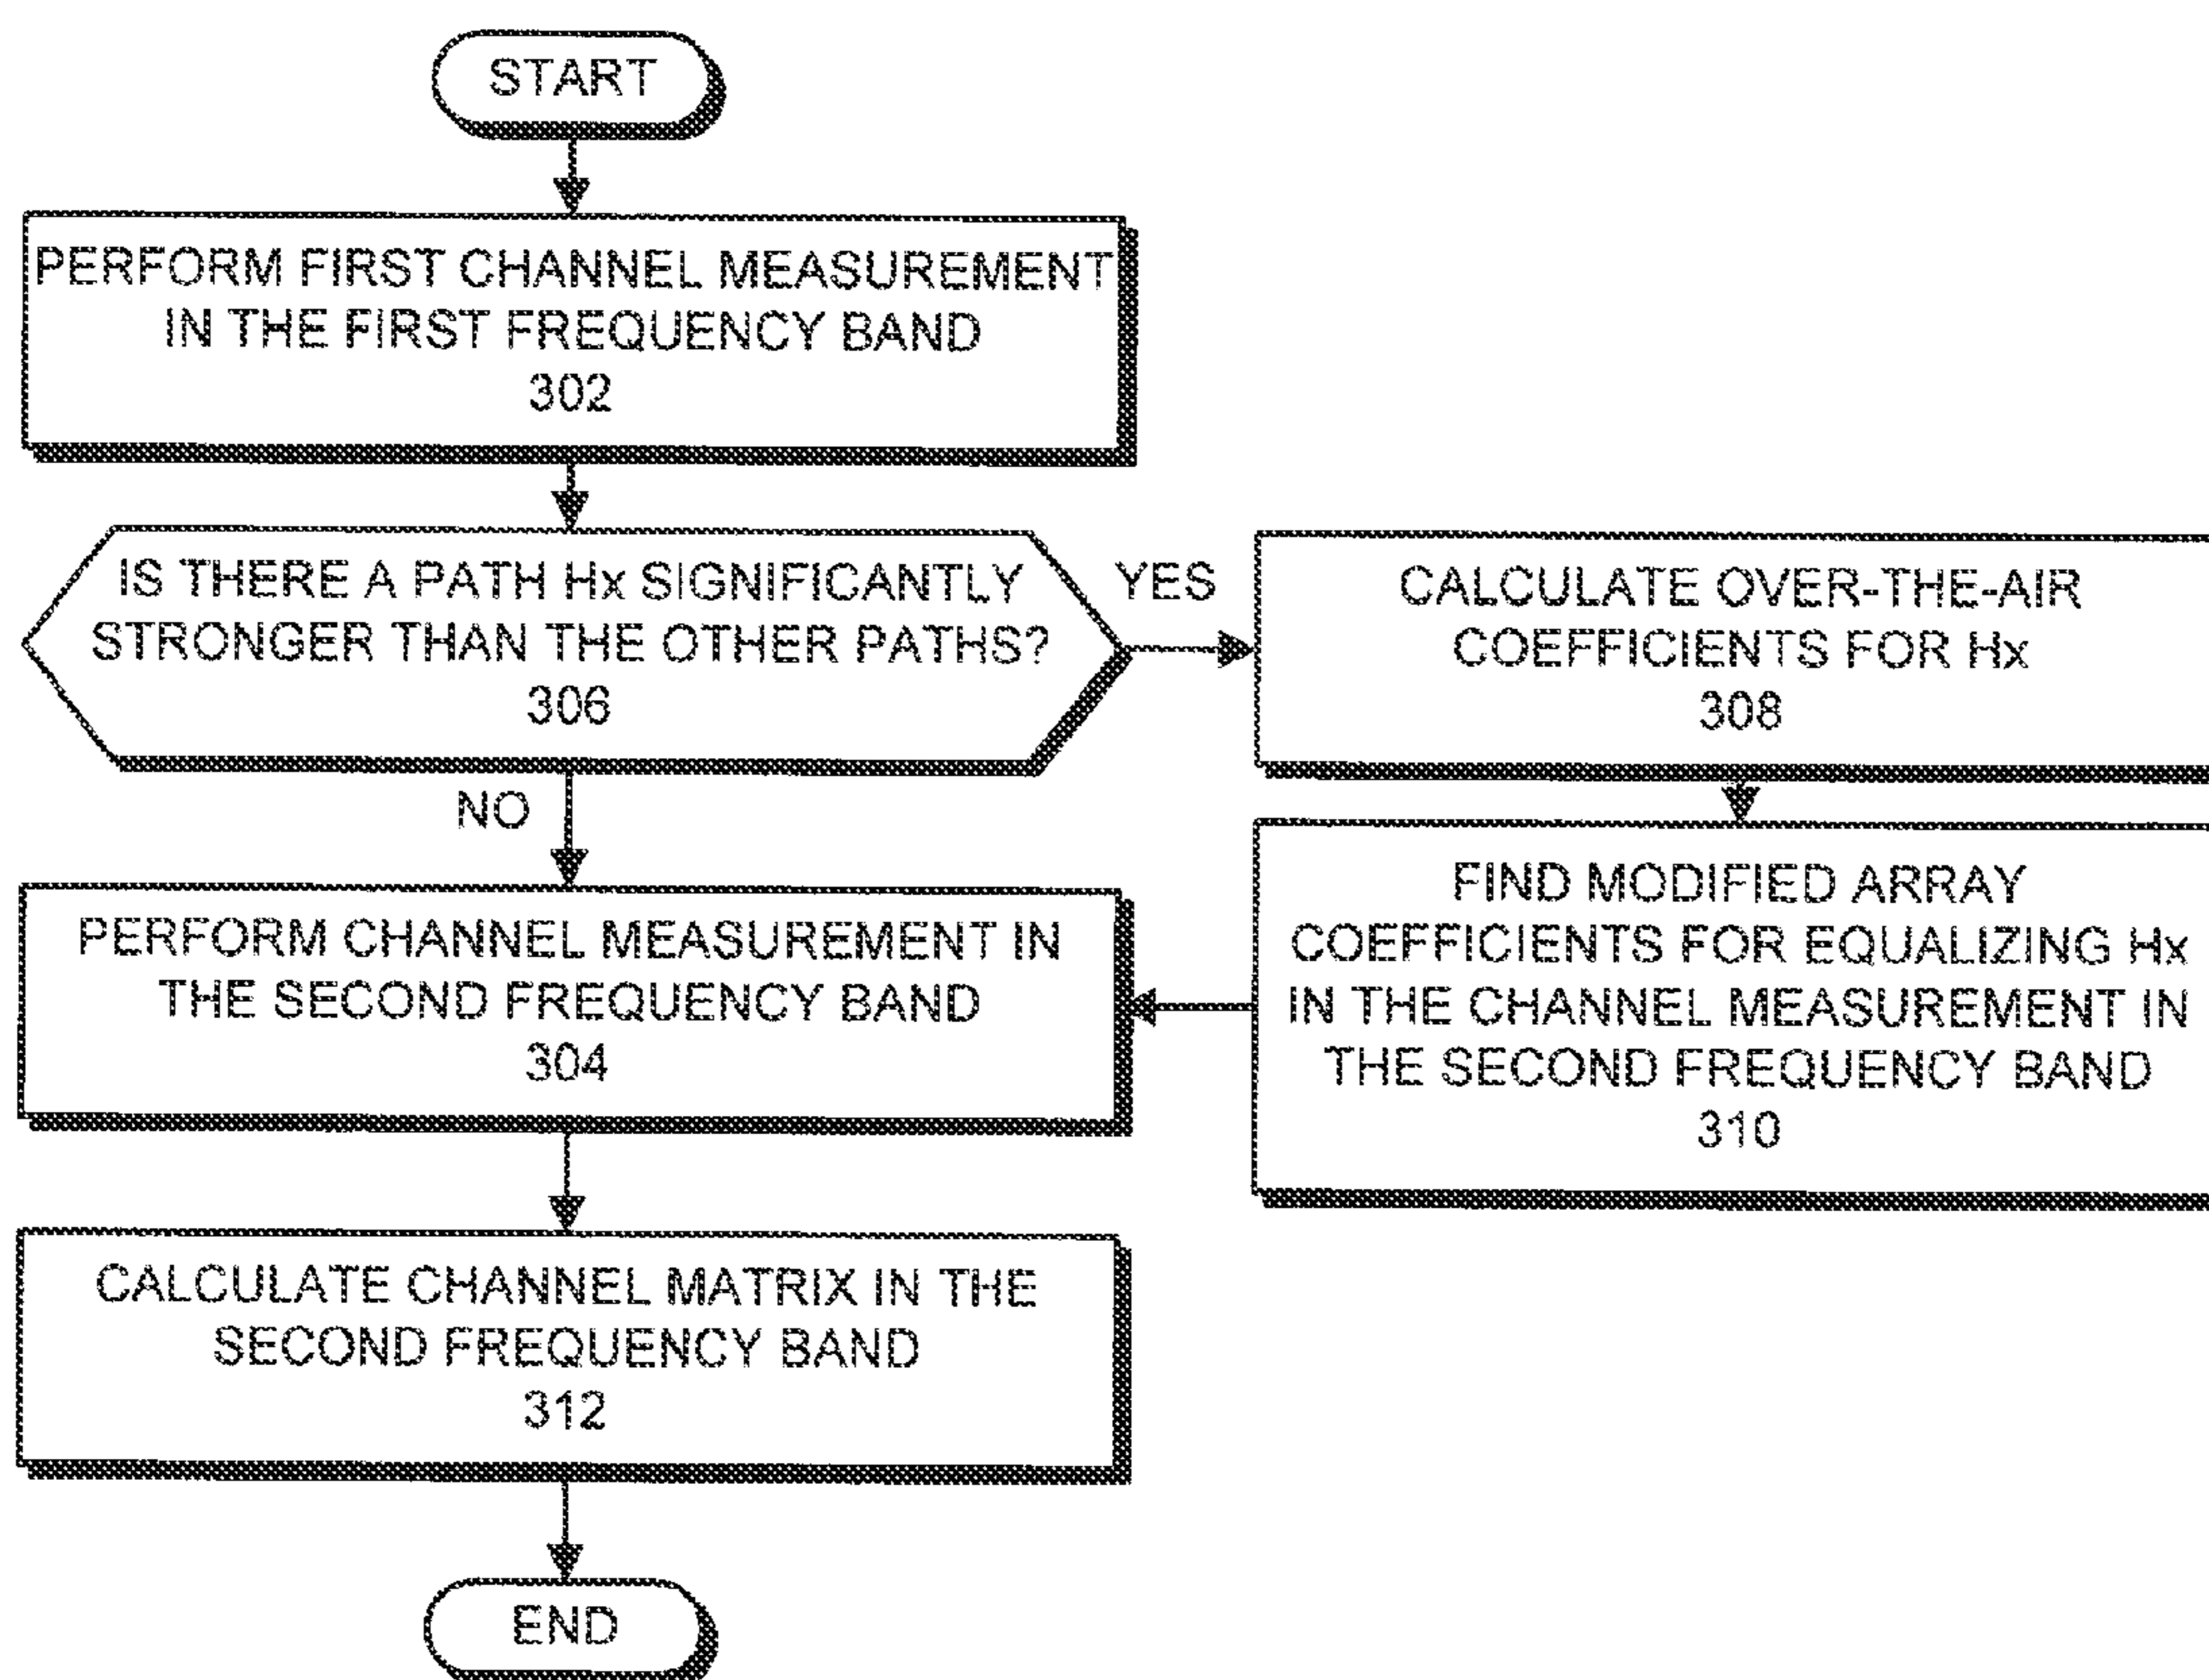 START
PERFORM FIRST CHANNEL MEASUREMENT
IN THE FIRST FREQUENCY BAND
302
IS THERE A PATH Hx SIGNIFICANTLY
STRONGER THAN THE OTHER PATHS?
306
YES
CALCULATE OVER-THE-AIR
COEFFICIENTS FOR Hx
308
NO
FIND MODIFIED ARRAY
COEFFICIENTS FOR EQUALIZING Hx
IN THE CHANNEL MEASUREMENT IN
THE SECOND FREQUENCY BAND
310
PERFORM CHANNEL MEASUREMENT IN
THE SECOND FREQUENCY BAND
304
CALCULATE CHANNEL MATRIX IN THE
SECOND FREQUENCY BAND
312
END